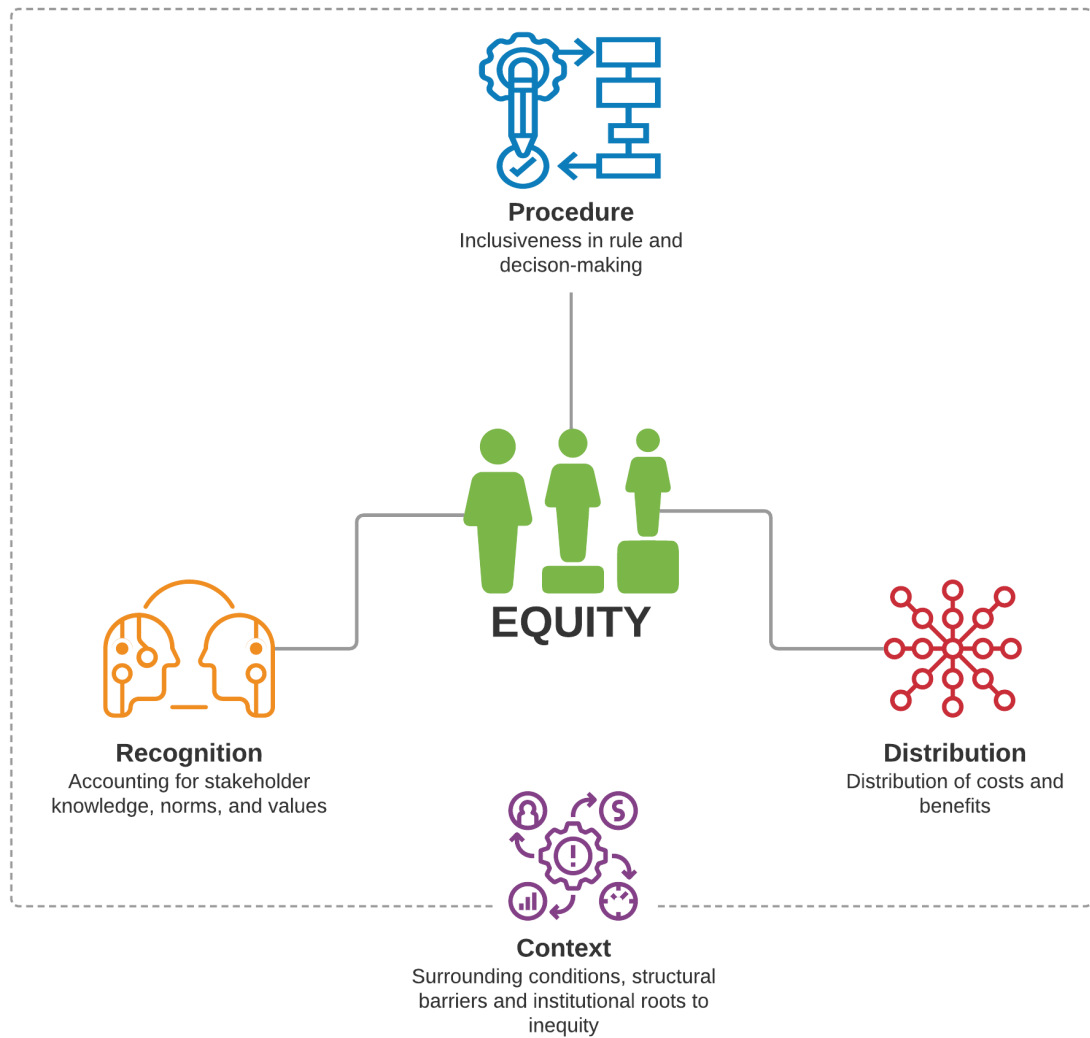 Procedure
Inclusiveness in rule and
decison-making
EQUITY
Recognition
Accounting for stakeholder
knowledge, norms, and values
Distribution
Distribution of costs and
benefits
Context
Surrounding conditions, structural
barriers and institutional roots to
inequity